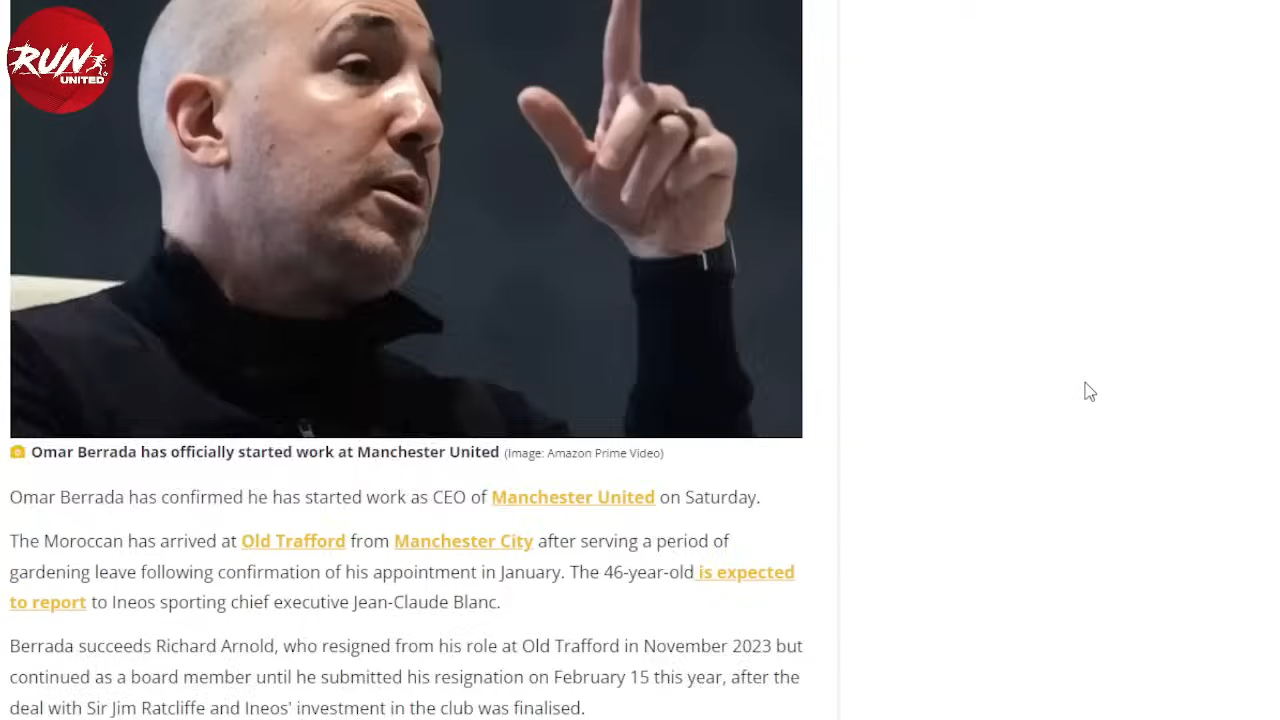 RUN
UNITED
Omar Berrada has officially started work at Manchester United (Image: Amazon Prime Video)
Omar Berrada has confirmed he has started work as CEO of Manchester United on Saturday.
The Moroccan has arrived at Old Trafford from Manchester City after serving a period of
gardening leave following confirmation of his appointment in January. The 46-year-old is expected
to report to Ineos sporting chief executive Jean-Claude Blanc.
Berrada succeeds Richard Arnold, who resigned from his role at Old Trafford in November 2023 but
continued as a board member until he submitted his resignation on February 15 this year, after the
deal with Sir Jim Ratcliffe and Ineos' investment in the club was finalised.